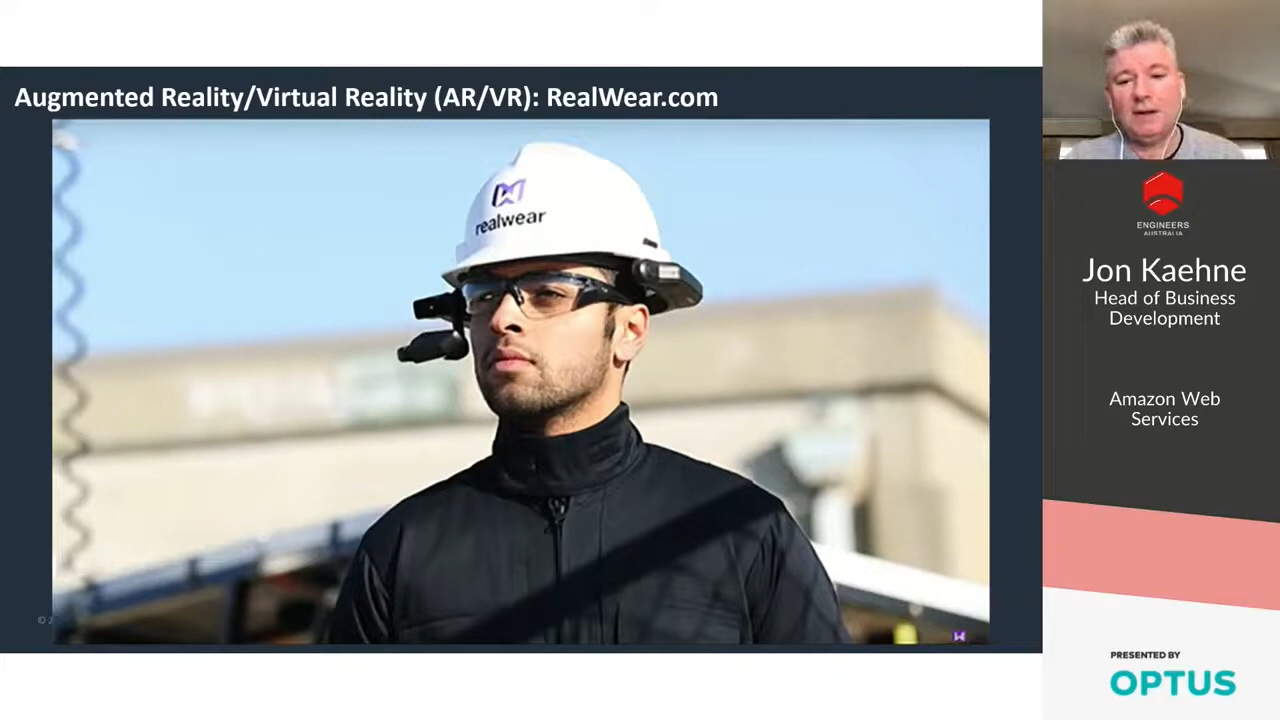 Augmented Reality/Virtual Reality (AR/VR): RealWear.com
realwear
© 2
ENGINEERS
AUSTRALIA
Jon Kaehne
Head of Business
Development
Amazon Web
Services
PRESENTED BY
OPTUS